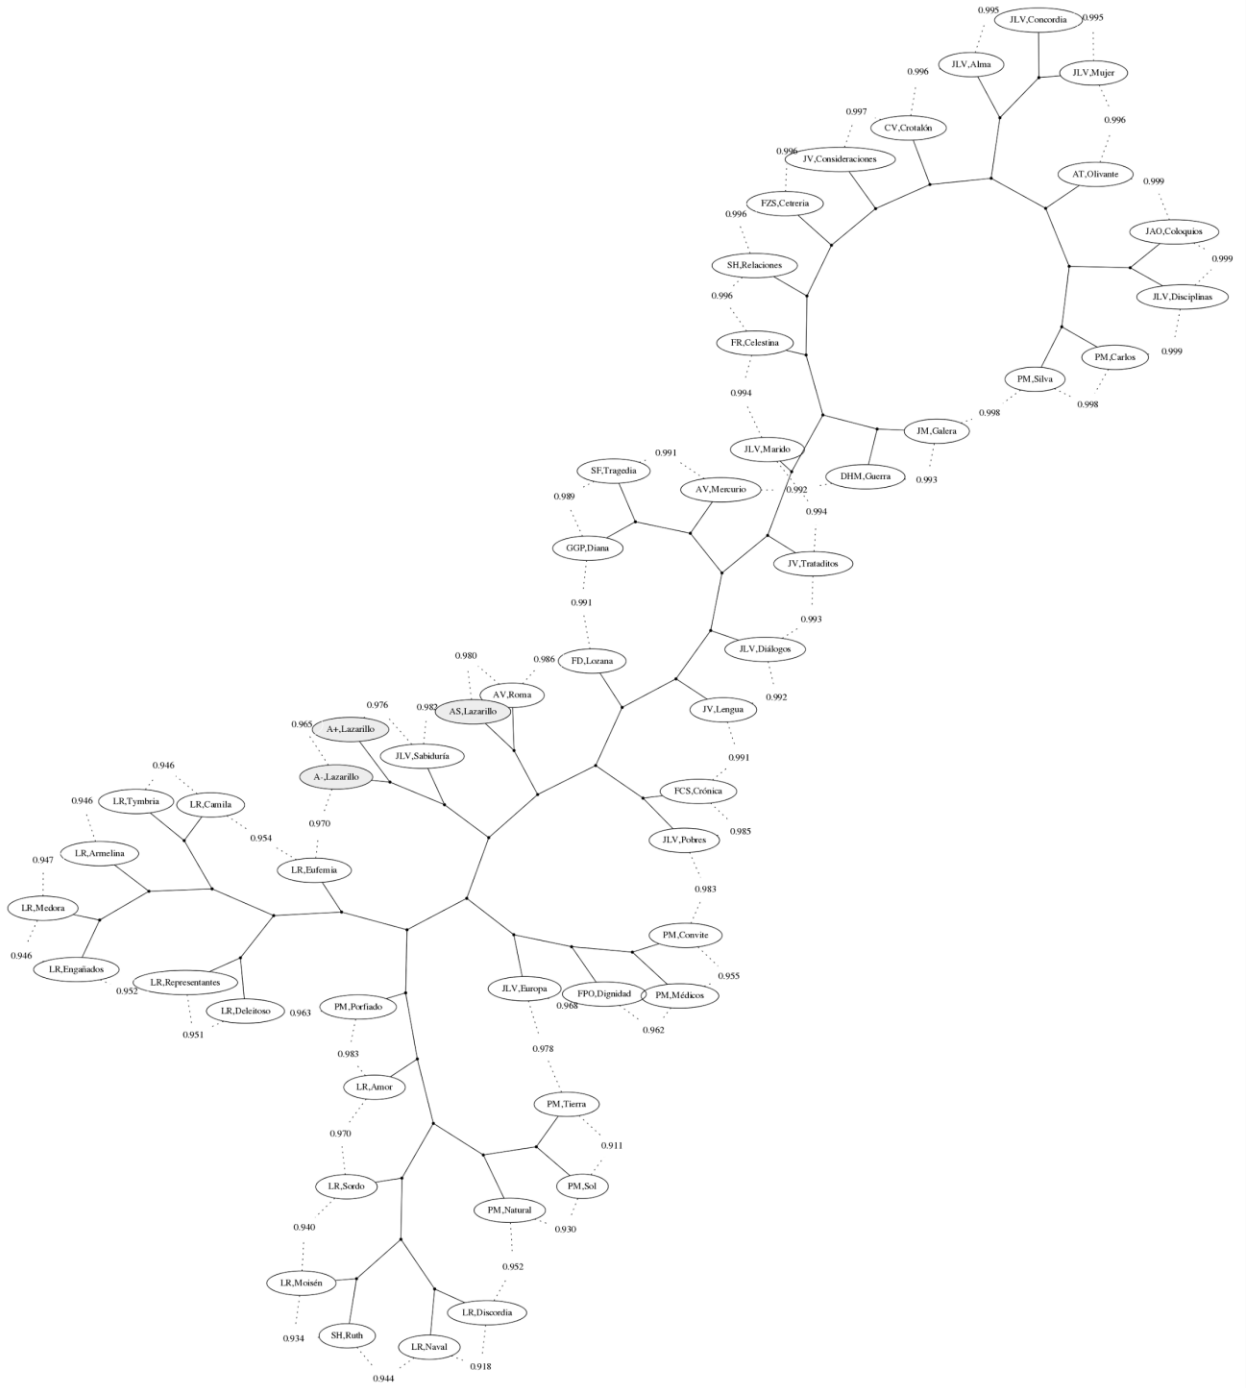 0.995
JLV,Concordia
0.995
JLV,Alma
JLV,Mujer
0.996
0.997
CV,Crotalón
0.996
0.996
JV,Consideraciones
AT,Olivante
0.999
FZS,Cetreria
0.996
JAO,Coloquios
0.999
SH,Relaciones
0.996
JLV,Disciplinas
FR,Celestina
0.999
PM,Carlos
PM,Silva
0.994
0.998
0.998
JM,Galera
JLV,Marido
0.991
SF,Tragedia
DHM,Guerra
0.993
AV,Mercurio
0.992
0.989
0.994
GGP,Diana
JV,Trataditos
0.991
0.993
JLV,Diálogos
0.980
0.986
FD,Lozana
AV,Roma
0.992
0.976
0.982
AS,Lazarillo
JV,Lengua
0.965
A+,Lazarillo
JLV,Sabiduría
0.991
0.946
A-,Lazarillo
FCS,Crónica
LR,Tymbria
LR,Camila
0.946
0.970
0.985
0.954
JLV,Pobres
LR,Armelina
0.947
LR,Eufemia
0.983
LR,Medora
PM,Convite
0.946
LR,Engañados
0.955
0.952
LR,Representantes
JLV,Europa
FPO,Dignidad
PM,Médicos
0.968
LR,Deleitoso
0.963
PM,Porfiado
0.951
0.962
0.983
0.978
LR,Amor
PM,Tierra
0.970
0.911
LR,Sordo
PM,Sol
PM,Natural
0.940
0.930
0.952
LR,Moisén
LR,Discordia
0.934
SH,Ruth
LR,Naval
0.918
0.944